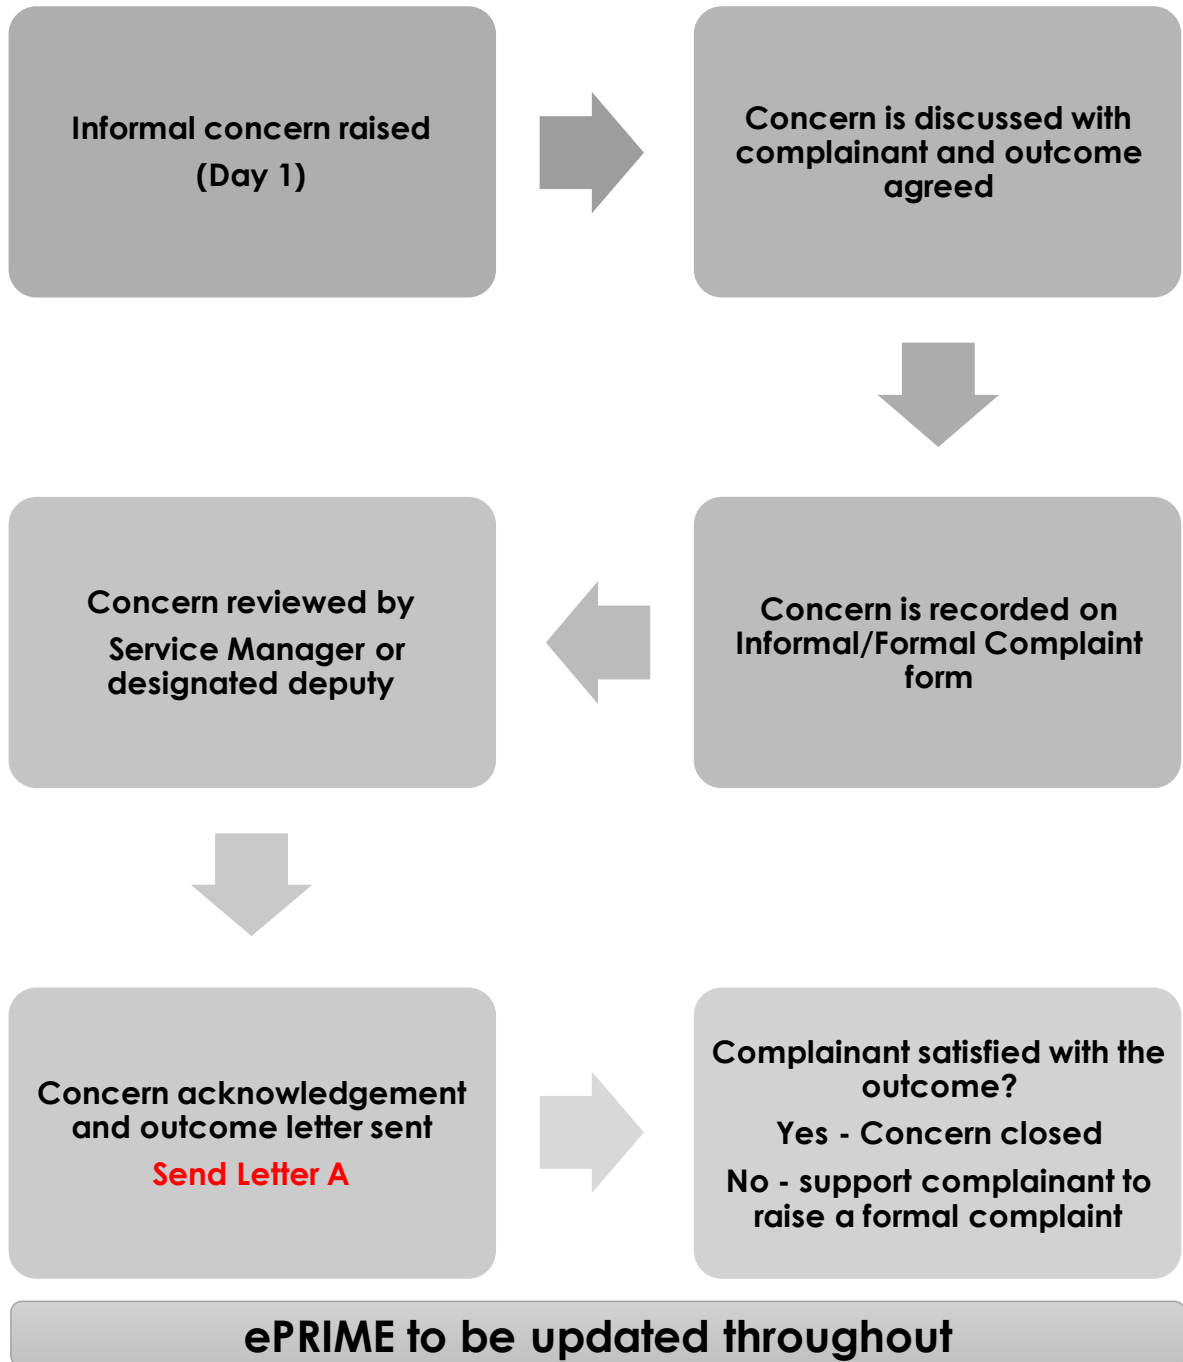 Informal concern raised
(Day 1)
Concern is discussed with
complainant and outcome
agreed
Concern is recorded on
Informal/Formal Complaint
form
Concern reviewed by
Service Manager or
designated deputy
Concern acknowledgement
and outcome letter sent
Send Letter A
Complainant satisfied with the
outcome?
Yes - Concern closed
No - support complainant to
raise a formal complaint
ePRIME to be updated throughout